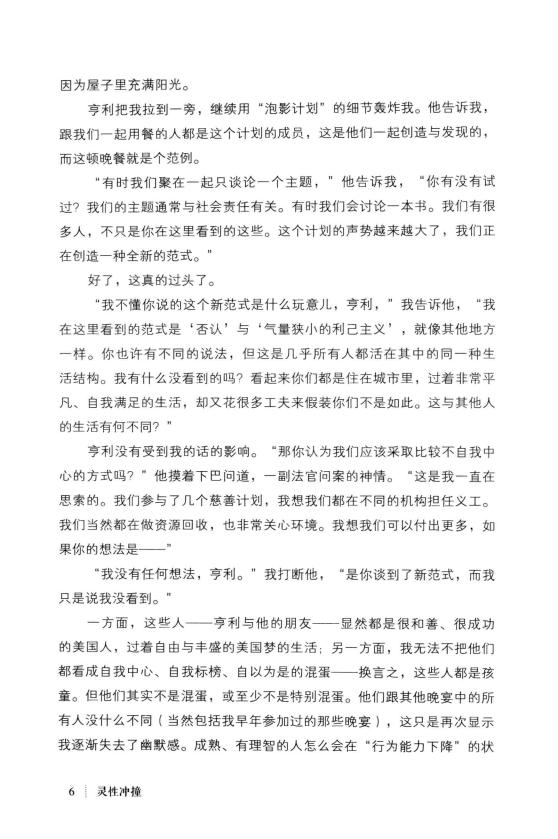 因为屋子里充满阳光。
亨利把我拉到一旁，继续用“泡影计划”的细节轰炸我。他告诉我，
跟我们一起用餐的人都是这个计划的成员，这是他们一起创造与发现的，
而这顿晚餐就是个范例。
“有时我们聚在一起只谈论一个主题，”他告诉我，“你有没有试
过？我们的主题通常与社会责任有关。有时我们会讨论一本书。我们有很
多人，不只是你在这里看到的这些。这个计划的声势越来越大了，我们正
在创造一种全新的范式。”
好了，这真的过头了。
“我不懂你说的这个新范式是什么玩意儿，亨利，”我告诉他，“我
在这里看到的范式是‘否认’与‘气量狭小的利己主义’，就像其他地方
一样。你也许有不同的说法，但这是几乎所有人都活在其中的同一种生
活结构。我有什么没看到的吗？看起来你们都是住在城市里，过着非常平
凡、自我满足的生活，却又花很多工夫来假装你们不是如此。这与其他人
的生活有何不同？”
亨利没有受到我的话的影响。“那你认为我们应该采取比较不自我中
心的方式吗？”他摸着下巴问道，一副法官问案的神情。“这是我一直在
思索的。我们参与了几个慈善计划，我想我们都在不同的机构担任义工。
我们当然都在做资源回收，也非常关心环境。我想我们可以付出更多，如
果你的想法是——”
“我没有任何想法，亨利。”我打断他，“是你谈到了新范式，而我
只是说我没看到。”
一方面，这些人——亨利与他的朋友——显然都是很和善、很成功
的美国人，过着自由与丰盛的美国梦的生活；另一方面，我无法不把他们
都看成自我中心、自我标榜、自以为是的混蛋——换言之，这些人都是孩
童。但他们其实不是混蛋，或至少不是特别混蛋。他们跟其他晚宴中的所
有人没什么不同（当然包括我早年参加过的那些晚宴），这只是再次显示
我逐渐失去了幽默感。成熟、有理智的人怎么会在“行为能力下降”的状
6 灵性冲撞